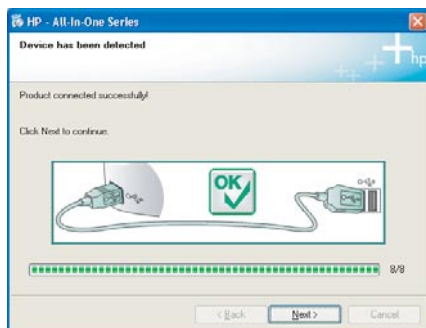 HP - All-In-One Series
Device has been detected
hp
Product connected successfully!
Click Next to continue.
OK
8/8
< Back
Next >
Cancel